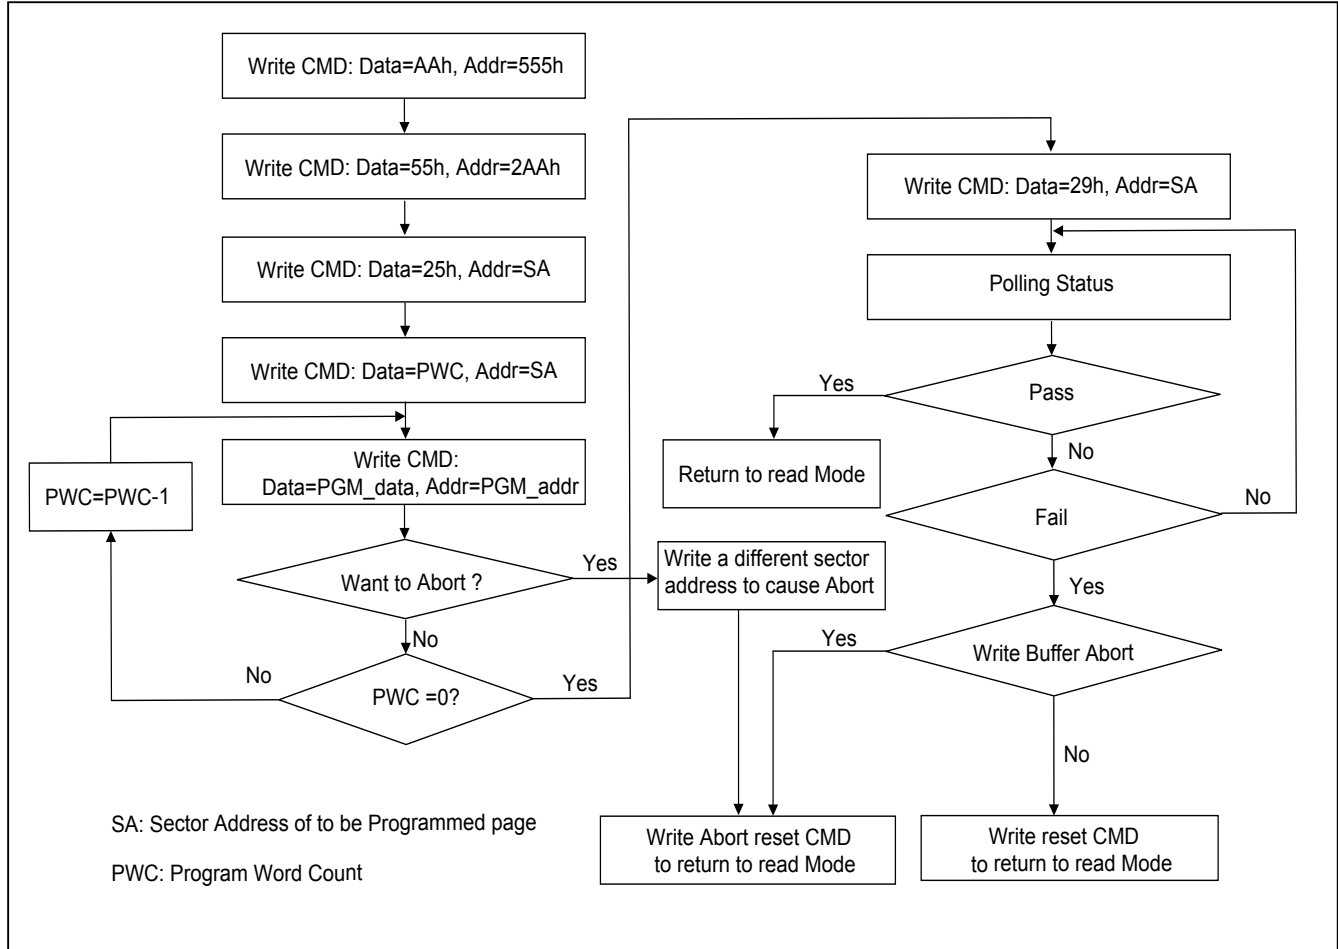 Write CMD: Data=AAh, Addr=555h
Write CMD: Data=55h, Addr=2AAh
Write CMD: Data=25h, Addr=SA
Write CMD: Data=PWC, Addr=SA
Write CMD:
Data=PGM_data, Addr=PGM_addr
PWC=PWC-1
Want to Abort ?
Yes
No
PWC =0?
No
Yes
Write a different sector
address to cause Abort
Write CMD: Data=29h, Addr=SA
Polling Status
Pass
Yes
No
Return to read Mode
Fail
No
Yes
Write Buffer Abort
Yes
No
Write Abort reset CMD
to return to read Mode
Write reset CMD
to return to read Mode
SA: Sector Address of to be Programmed page
PWC: Program Word Count